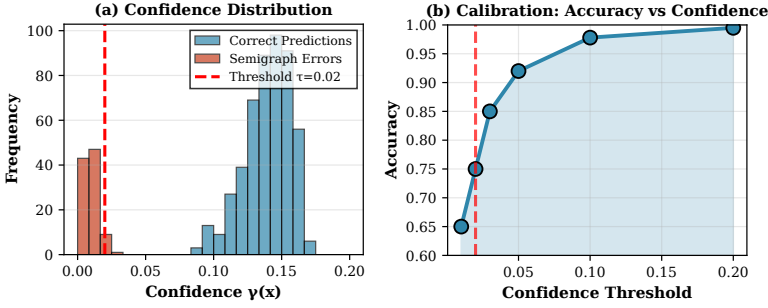 (a) Confidence Distribution
Frequency
100
80
60
40
20
0
0.00 0.05 0.10 0.15 0.20
Confidence γ(x)
Correct Predictions
Semigraph Errors
Threshold τ=0.02
(b) Calibration: Accuracy vs Confidence
Accuracy
1.00
0.95
0.90
0.85
0.80
0.75
0.70
0.65
0.60
0.05 0.10 0.15 0.20
Confidence Threshold